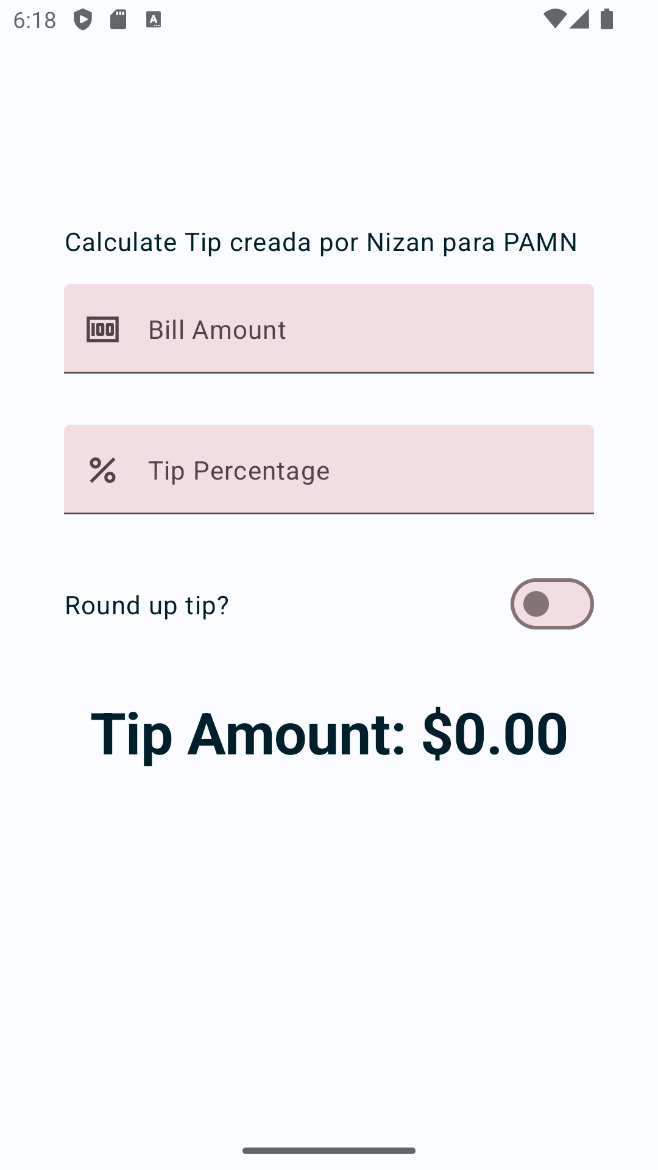 6:18
Calculate Tip creada por Nizan para PAMN
Bill Amount
Tip Percentage
Round up tip?
Tip Amount: $0.00